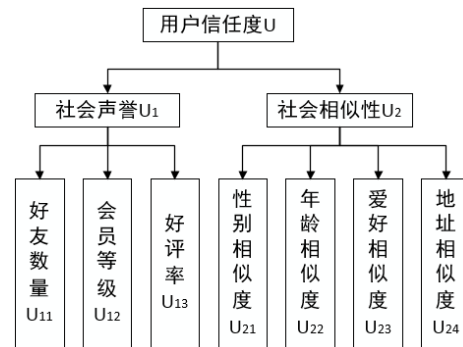 用户信任度U
社会声誉U1
社会相似性U2
好友数量U11
会员等级U12
好评率U13
性别相似度U21
年龄相似度U22
爱好相似度U23
地址相似度U24